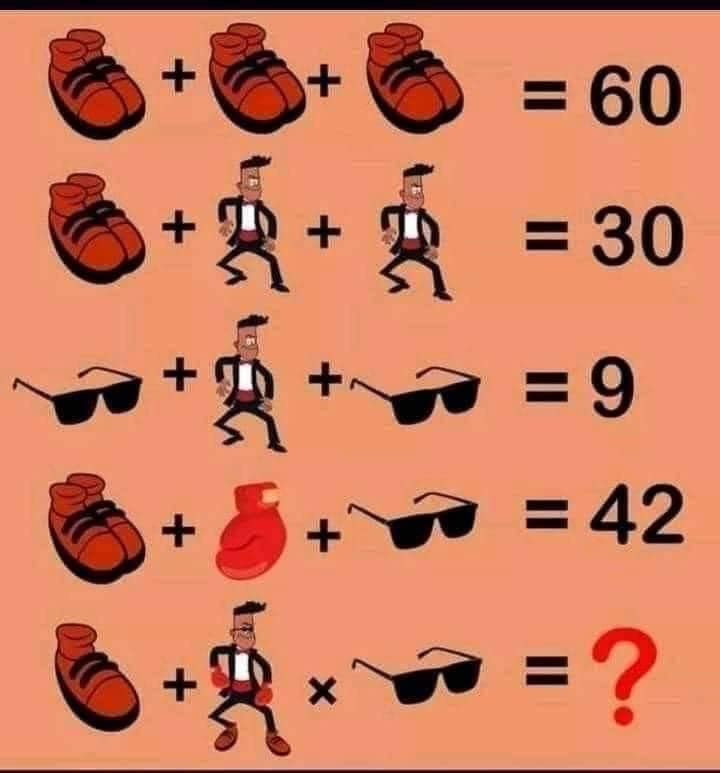 + + = 60
+ + = 30
+ + = 9
+ + = 42
+ × = ?